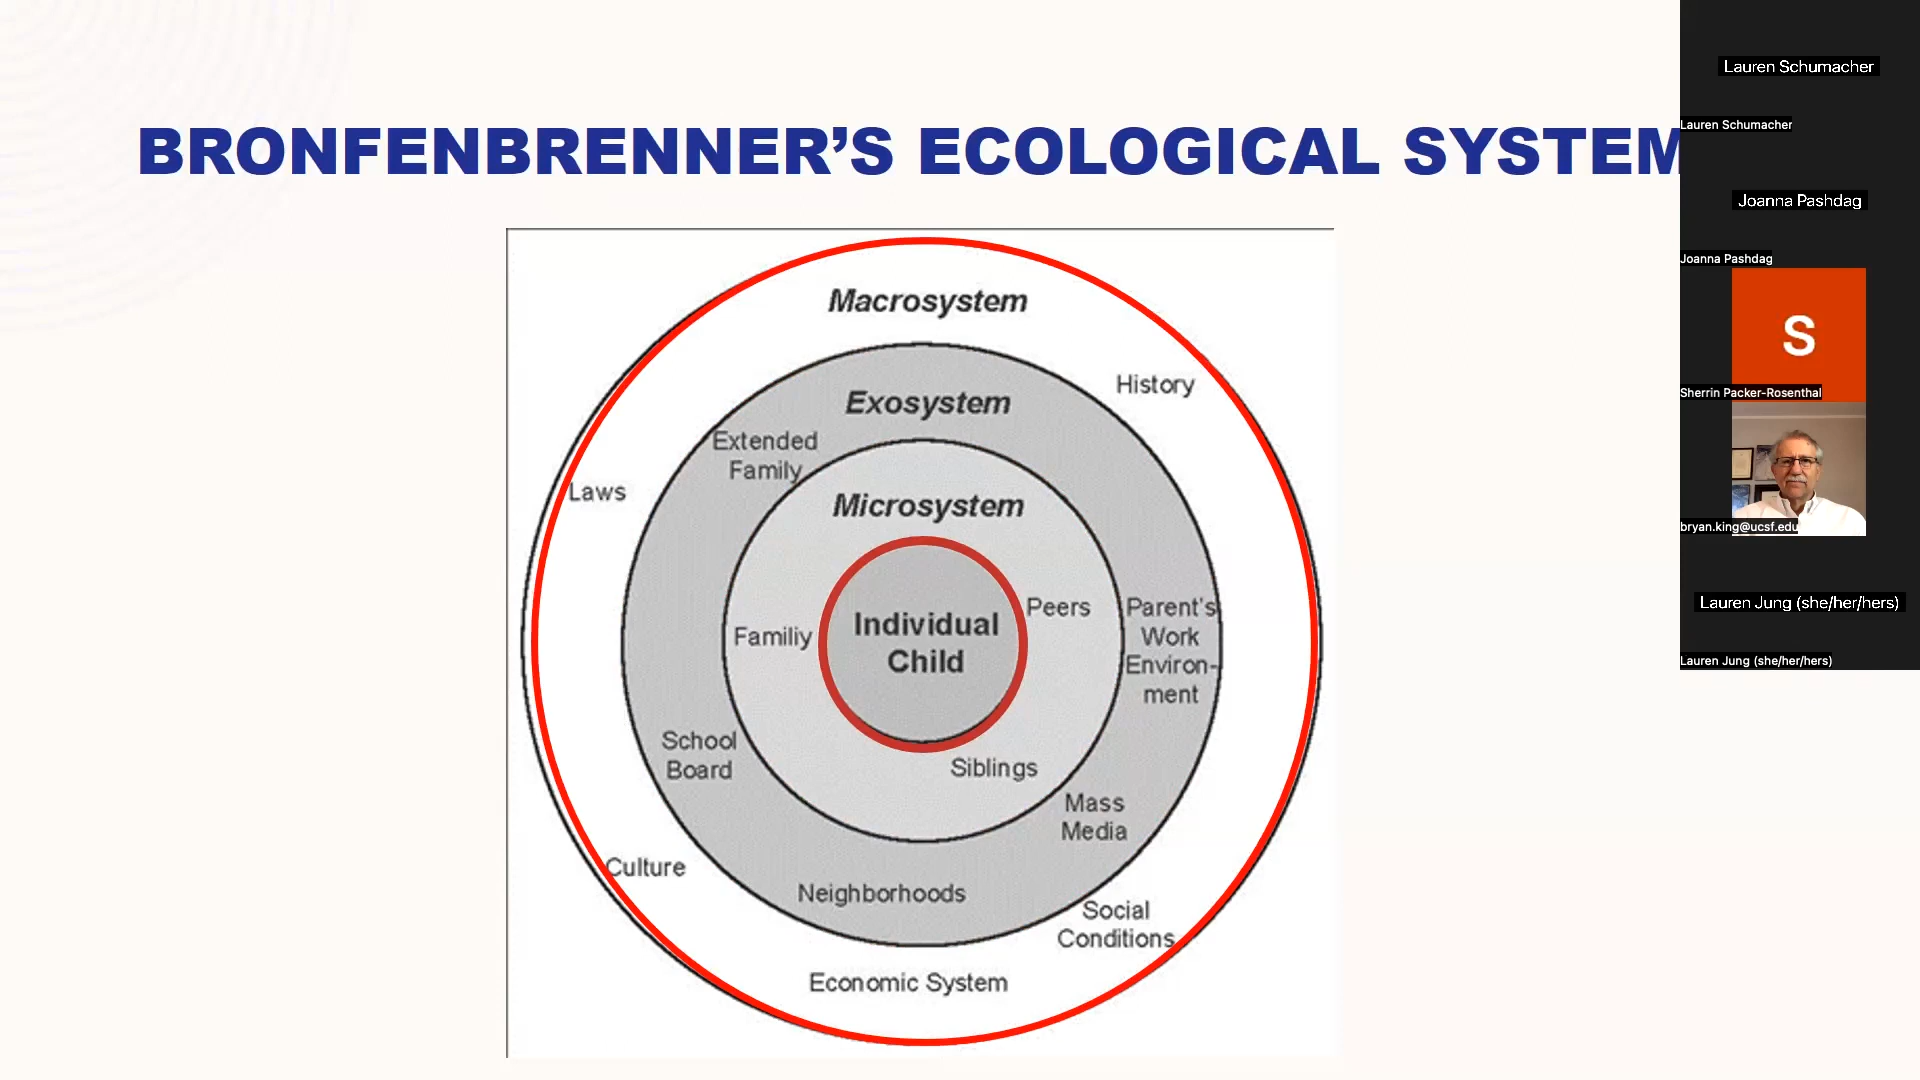 BRONFENBRENNER’S ECOLOGICAL SYSTEM
Macrosystem
History
Exosystem
Extended
Family
Laws
Microsystem
Individual
Child
Peers
Familiy
Parent's
Work
Environ-
ment
School
Board
Siblings
Mass
Media
Culture
Neighborhoods
Social
Conditions
Economic System
Lauren Schumacher
Lauren Schumacher
Joanna Pashdag
Joanna Pashdag
S
Sherrin Packer-Rosenthal
bryan.king@ucsf.edu
Lauren Jung (she/her/hers)
Lauren Jung (she/her/hers)